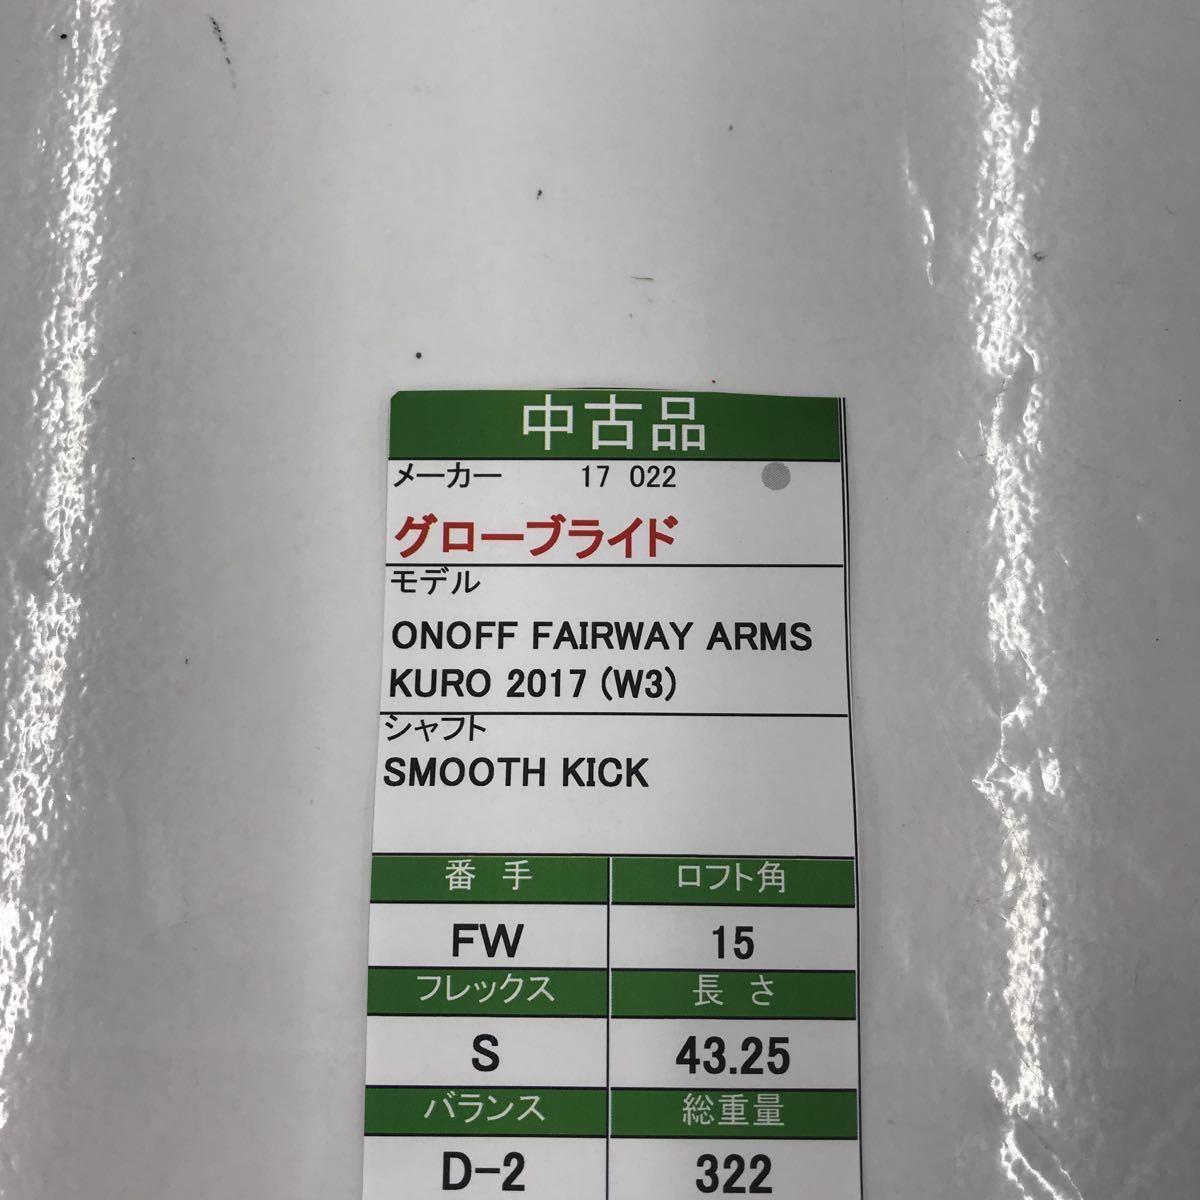 中古品
メーカー 17 022
グローブライド
モデル
ONOFF FAIRWAY ARMS
KURO 2017 (W3)
シャフト
SMOOTH KICK
番手 ロフト角
FW 15
フレックス 長さ
S 43.25
バランス 総重量
D-2 322